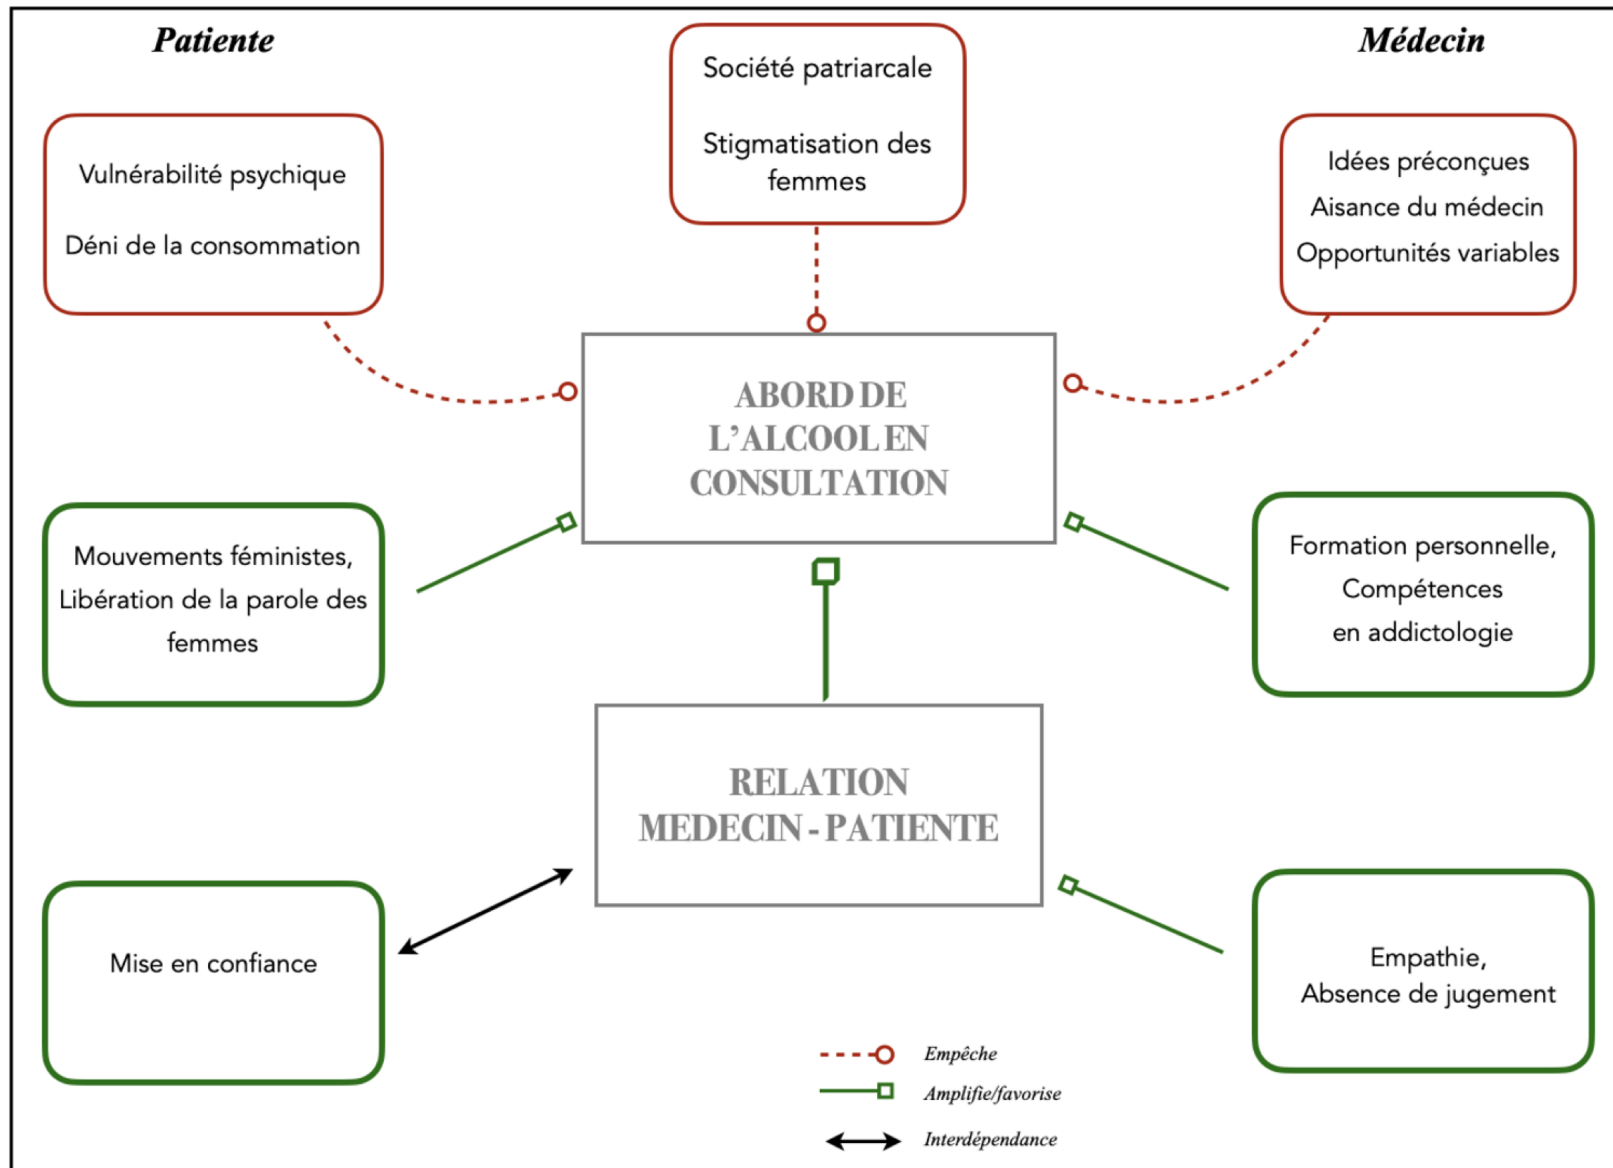 Patiente
Médecin
Société patriarcale
Stigmatisation des
femmes
Vulnérabilité psychique
Déni de la consommation
Idées préconçues
Aisance du médecin
Opportunités variables
ABORD DE
L'ALCOOL EN
CONSULTATION
Mouvements féministes,
Libération de la parole des
femmes
Formation personnelle,
Compétences
en addictologie
RELATION
MEDECIN - PATIENTE
Mise en confiance
Empathie,
Absence de jugement
Empêche
Amplifie/favorise
Interdépendance